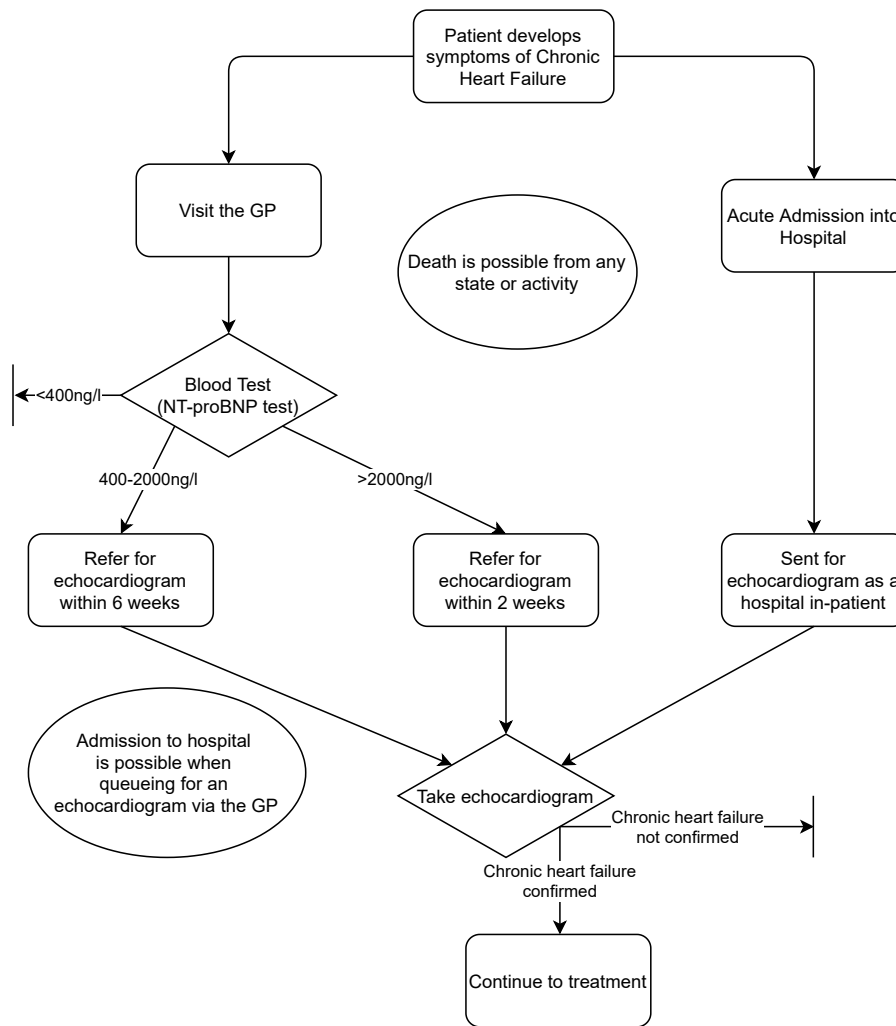 Patient develops
symptoms of Chronic
Heart Failure
Visit the GP
Acute Admission into
Hospital
Death is possible from any
state or activity
Blood Test
(NT-proBNP test)
<400ng/l
400-2000ng/l
>2000ng/l
Refer for
echocardiogram
within 6 weeks
Refer for
echocardiogram
within 2 weeks
Sent for
echocardiogram as a
hospital in-patient
Admission to hospital
is possible when
queueing for an
echocardiogram via the GP
Take echocardiogram
Chronic heart failure
not confirmed
Chronic heart failure
confirmed
Continue to treatment